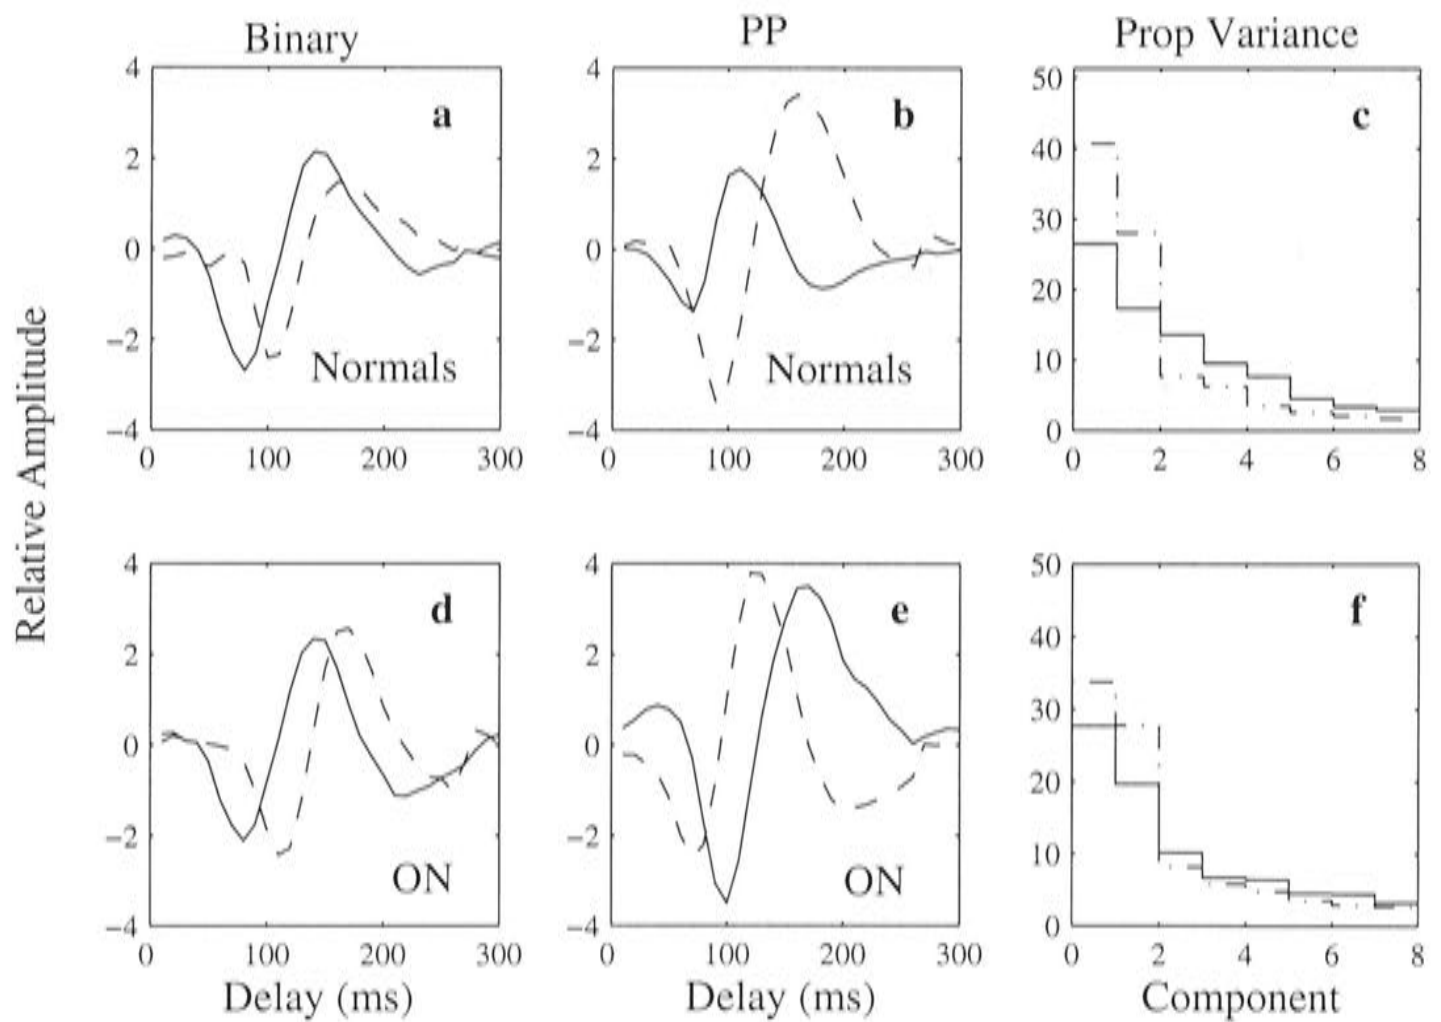 Binary PP Prop Variance
4 4 50
a b c
2 2 40
30
0 0
20
−2 −2
Normals Normals 10
−4 −4 0
0 100 200 300 0 100 200 300 0 2 4 6 8
Relative Amplitude
4 4 50
d e f
40
2 2
30
0 0
20
−2 −2
ON ON 10
−4 −4 0
0 100 200 300 0 100 200 300 0 2 4 6 8
Delay (ms) Delay (ms) Component